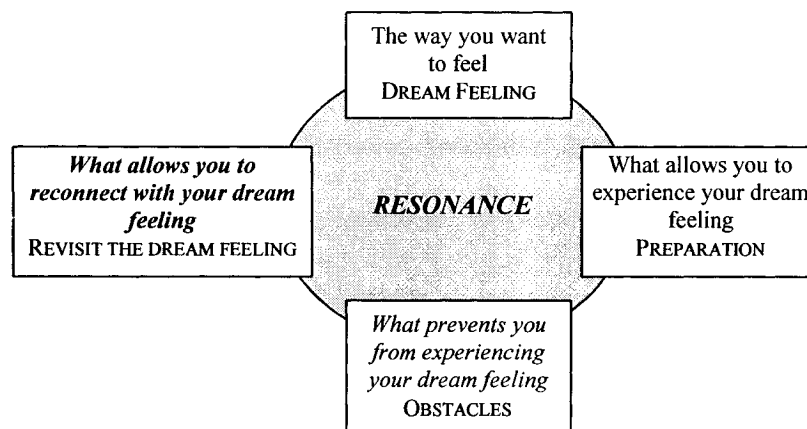 The way you want
to feel
DREAM FEELING
What allows you to
reconnect with your dream
feeling
REVISIT THE DREAM FEELING
RESONANCE
What allows you to
experience your dream
feeling
PREPARATION
What prevents you
from experiencing
your dream feeling
OBSTACLES